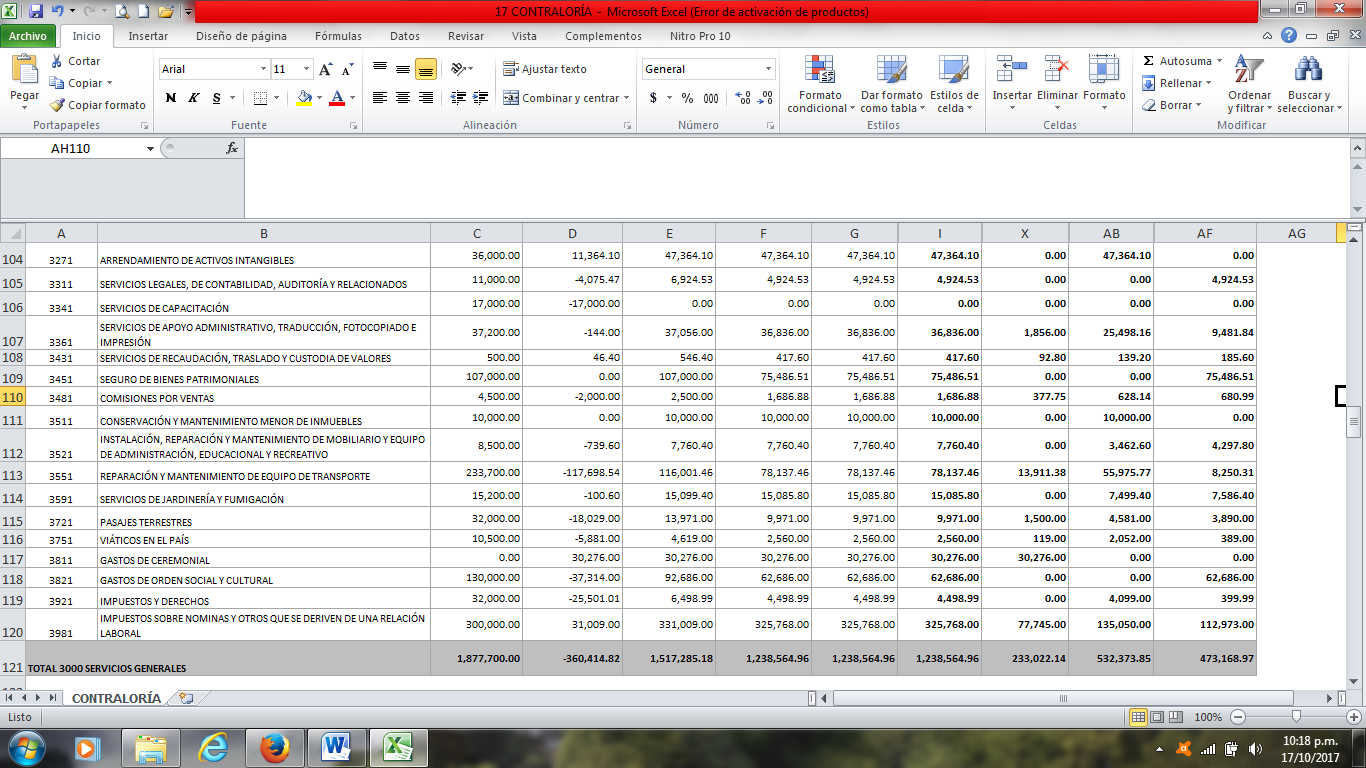 17 CONTRALORÍA - Microsoft Excel (Error de activación de productos)
Archivo Inicio Insertar Diseño de página Fórmulas Datos Revisar Vista Complementos Nitro Pro 10
Pegar
Cortar
Copiar
Copiar formato
Portapapeles
Arial 11
N K S
Fuente
Ajustar texto
Combinar y centrar
Alineación
General
$ % 000
Número
Formato condicional
Dar formato como tabla
Estilos de celda
Estilos
Insertar Eliminar Formato
Celdas
Σ Autosuma
Rellenar
Borrar
Ordenar y filtrar
Buscar y seleccionar
Modificar
AH110 fx
A B C D E F G I X AB AF AG
104 3271 ARRENDAMIENTO DE ACTIVOS INTANGIBLES 36,000.00 11,364.10 47,364.10 47,364.10 47,364.10 47,364.10 0.00 47,364.10 0.00
105 3311 SERVICIOS LEGALES, DE CONTABILIDAD, AUDITORÍA Y RELACIONADOS 11,000.00 -4,075.47 6,924.53 4,924.53 4,924.53 4,924.53 0.00 0.00 4,924.53
106 3341 SERVICIOS DE CAPACITACIÓN 17,000.00 -17,000.00 0.00 0.00 0.00 0.00 0.00 0.00 0.00
107 3361 SERVICIOS DE APOYO ADMINISTRATIVO, TRADUCCIÓN, FOTOCOPIADO E IMPRESIÓN 37,200.00 -144.00 37,056.00 36,836.00 36,836.00 36,836.00 1,856.00 25,498.16 9,481.84
108 3431 SERVICIOS DE RECAUDACIÓN, TRASLADO Y CUSTODIA DE VALORES 500.00 46.40 546.40 417.60 417.60 417.60 92.80 139.20 185.60
109 3451 SEGURO DE BIENES PATRIMONIALES 107,000.00 0.00 107,000.00 75,486.51 75,486.51 75,486.51 0.00 0.00 75,486.51
110 3481 COMISIONES POR VENTAS 4,500.00 -2,000.00 2,500.00 1,686.88 1,686.88 1,686.88 377.75 628.14 680.99
111 3511 CONSERVACIÓN Y MANTENIMIENTO MENOR DE INMUEBLES 10,000.00 0.00 10,000.00 10,000.00 10,000.00 10,000.00 0.00 10,000.00 0.00
112 3521 INSTALACIÓN, REPARACIÓN Y MANTENIMIENTO DE MOBILIARIO Y EQUIPO DE ADMINISTRACIÓN, EDUCACIONAL Y RECREATIVO 8,500.00 -739.60 7,760.40 7,760.40 7,760.40 7,760.40 0.00 3,462.60 4,297.80
113 3551 REPARACIÓN Y MANTENIMIENTO DE EQUIPO DE TRANSPORTE 233,700.00 -117,698.54 116,001.46 78,137.46 78,137.46 78,137.46 13,911.38 55,975.77 8,250.31
114 3591 SERVICIOS DE JARDINERÍA Y FUMIGACIÓN 15,200.00 -100.60 15,099.40 15,085.80 15,085.80 15,085.80 0.00 7,499.40 7,586.40
115 3721 PASAJES TERRESTRES 32,000.00 -18,029.00 13,971.00 9,971.00 9,971.00 9,971.00 1,500.00 4,581.00 3,890.00
116 3751 VIÁTICOS EN EL PAÍS 10,500.00 -5,881.00 4,619.00 2,560.00 2,560.00 2,560.00 119.00 2,052.00 389.00
117 3811 GASTOS DE CEREMONIAL 0.00 30,276.00 30,276.00 30,276.00 30,276.00 30,276.00 30,276.00 0.00 0.00
118 3821 GASTOS DE ORDEN SOCIAL Y CULTURAL 130,000.00 -37,314.00 92,686.00 62,686.00 62,686.00 62,686.00 0.00 0.00 62,686.00
119 3921 IMPUESTOS Y DERECHOS 32,000.00 -25,501.01 6,498.99 4,498.99 4,498.99 4,498.99 0.00 4,099.00 399.99
120 3981 IMPUESTOS SOBRE NOMINAS Y OTROS QUE SE DERIVEN DE UNA RELACIÓN LABORAL 300,000.00 31,009.00 331,009.00 325,768.00 325,768.00 325,768.00 77,745.00 135,050.00 112,973.00
121 TOTAL 3000 SERVICIOS GENERALES 1,877,700.00 -360,414.82 1,517,285.18 1,238,564.96 1,238,564.96 1,238,564.96 233,022.14 532,373.85 473,168.97
CONTRALORÍA
Listo 100%
10:18 p.m.
17/10/2017